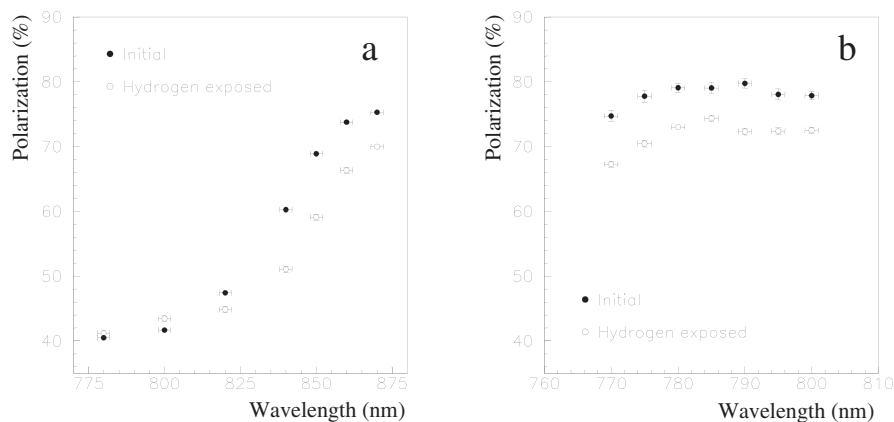 Polarization (%)
90
80
70
60
50
40
a
Initial
Hydrogen exposed
775 800 825 850 875
Wavelength (nm)
Polarization (%)
90
80
70
60
50
40
b
Initial
Hydrogen exposed
760 770 780 790 800 810
Wavelength (nm)